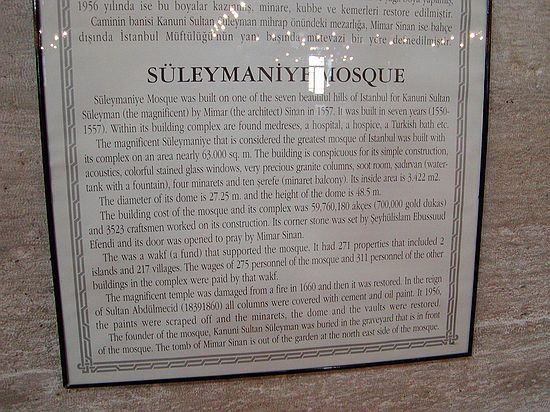 1956 yılında ise bu boyalar kazınmış, minare, kubbe ve kemerleri restore edilmiştir.
Caminin banisi Kanuni Sultan Süleyman mihrap önündeki mezarlığa, Mimar Sinan ise bahçe
dışında İstanbul Müftülüğü'nün yanı başında mütevazi bir yere defnedilmiştir.
SÜLEYMANİYE MOSQUE
Süleymaniye Mosque was built on one of the seven beautiful hills of Istanbul for Kanuni Sultan
Süleyman (the magnificent) by Mimar (the architect) Sinan in 1557. It was built in seven years (1550-
1557). Within its building complex are found medreses, a hospital, a hospice, a Turkish bath etc.
The magnificent Süleymaniye that is considered the greatest mosque of Istanbul was built with
its complex on an area nearly 63.000 sq. m. The building is conspicuous for its simple construction,
acoustics, colorful stained glass windows, very precious granite columns, soot room, sadırvan (water-
tank with a fountain), four minarets and ten şerefe (minaret balcony). Its inside area is 3.422 m2.
The diameter of its dome is 27.25 m. and the height of the dome is 48.5 m.
The building cost of the mosque and its complex was 59,760,180 akçes (700,000 gold dukas)
and 3523 craftsmen worked on its construction. Its corner stone was set by Şeyhülislam Ebussuud
Efendi and its door was opened to pray by Mimar Sinan.
The was a wakf (a fund) that supported the mosque. It had 271 properties that included 2
islands and 217 villages. The wages of 275 personnel of the mosque and 311 personnel of the other
buildings in the complex were paid by that wakf.
The magnificent temple was damaged from a fire in 1660 and then it was restored. In the reign
of Sultan Abdülmecid (18391860) all columns were covered with cement and oil paint. It 1956,
the paints were scraped off and the minarets, the dome and the vaults were restored.
The founder of the mosque, Kanuni Sultan Süleyman was buried in the graveyard that is in front
of the mosque. The tomb of Mimar Sinan is out of the garden at the north east side of the mosque.